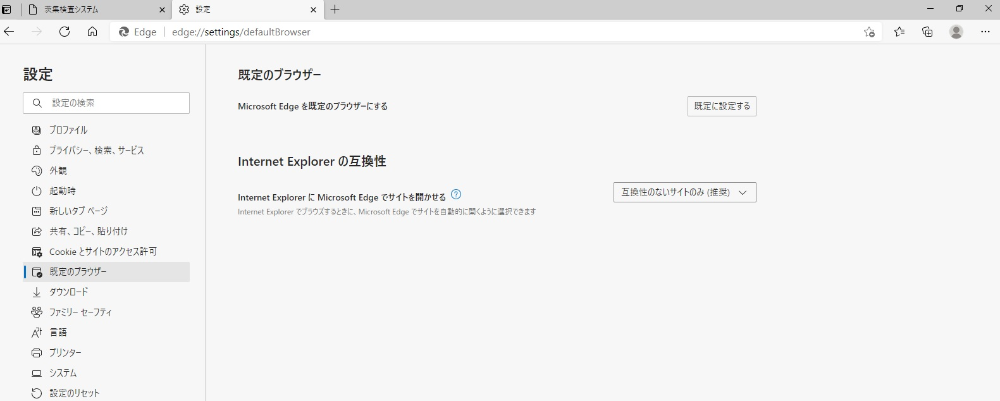 茨集検査システム
設定
Edge
edge://settings/defaultBrowser
設定
設定の検索
プロファイル
プライバシー、検索、サービス
外観
起動時
新しいタブ ページ
共有、コピー、貼り付け
Cookie とサイトのアクセス許可
既定のブラウザー
ダウンロード
ファミリー セーフティ
言語
プリンター
システム
設定のリセット
既定のブラウザー
Microsoft Edge を既定のブラウザーにする
既定に設定する
Internet Explorer の互換性
Internet Explorer に Microsoft Edge でサイトを開かせる
互換性のないサイトのみ (推奨)
Internet Explorer でブラウズするときに、Microsoft Edge でサイトを自動的に開くように選択できます